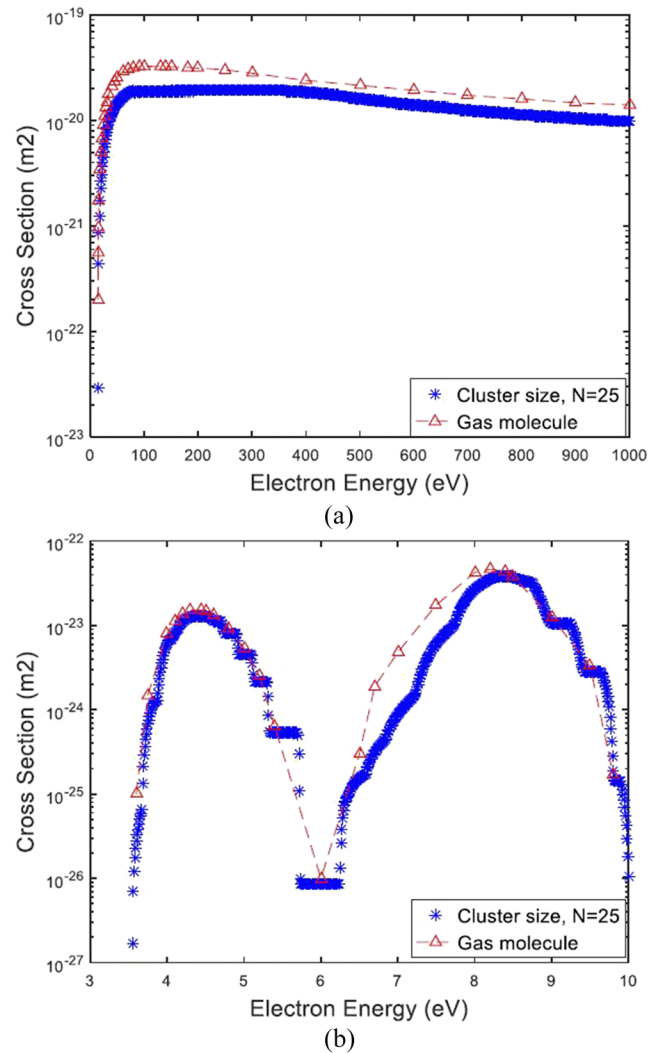 10-19
10-20
10-21
10-22
10-23
Cross Section (m2)
Cluster size, N=25
Gas molecule
0 100 200 300 400 500 600 700 800 900 1000
Electron Energy (eV)
(a)
10-22
10-23
10-24
10-25
10-26
10-27
Cross Section (m2)
Cluster size, N=25
Gas molecule
3 4 5 6 7 8 9 10
Electron Energy (eV)
(b)